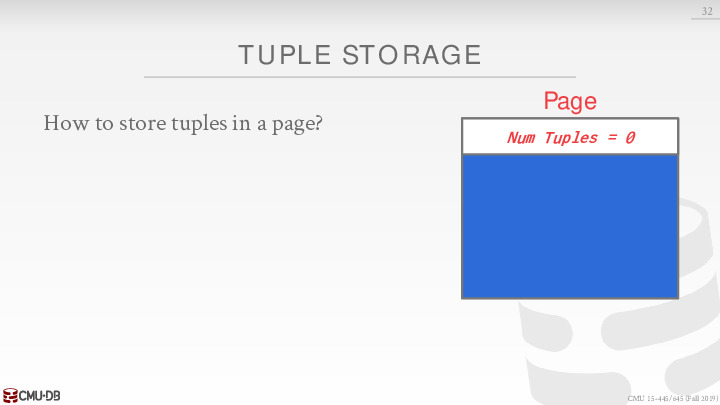 32
TUPLE STORAGE
How to store tuples in a page?
Page
Num Tuples = 0
CMU·DB
CMU 15-445/645 (Fall 2019)